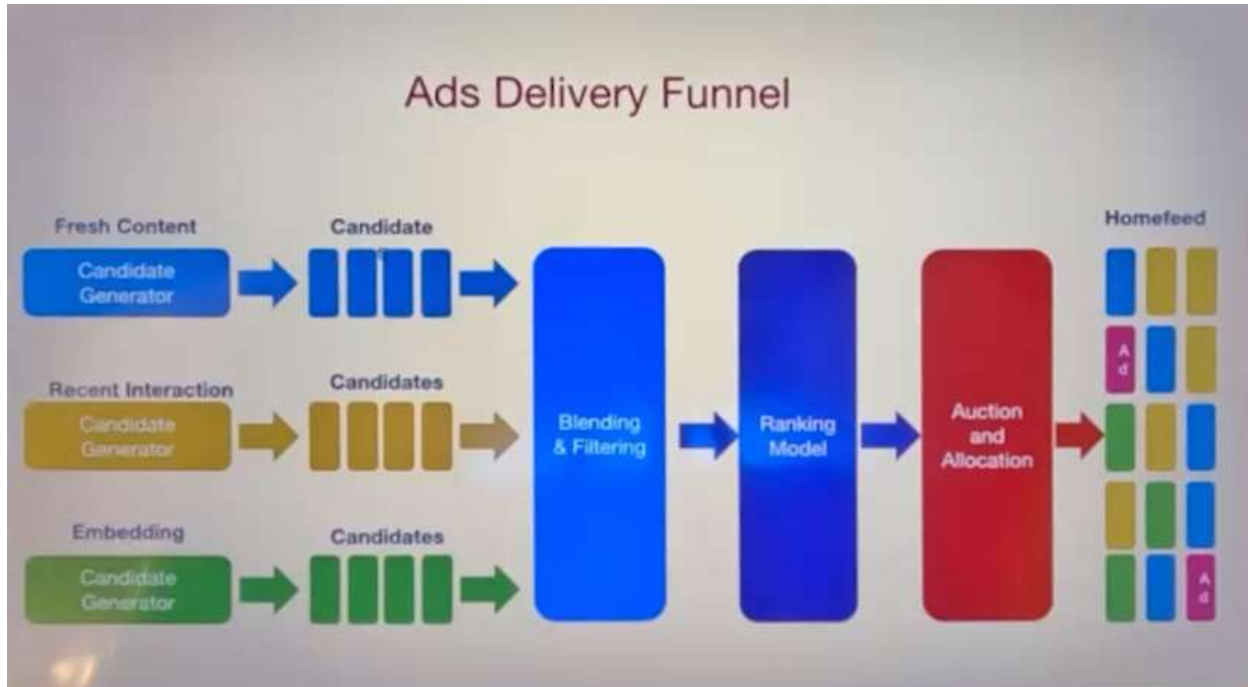 Ads Delivery Funnel
Fresh Content
Candidate
Generator
Candidate
Recent Interaction
Candidate
Generator
Candidates
Embedding
Candidate
Generator
Candidates
Blending
& Filtering
Ranking
Model
Auction
and
Allocation
Homefeed
A
d
A
d